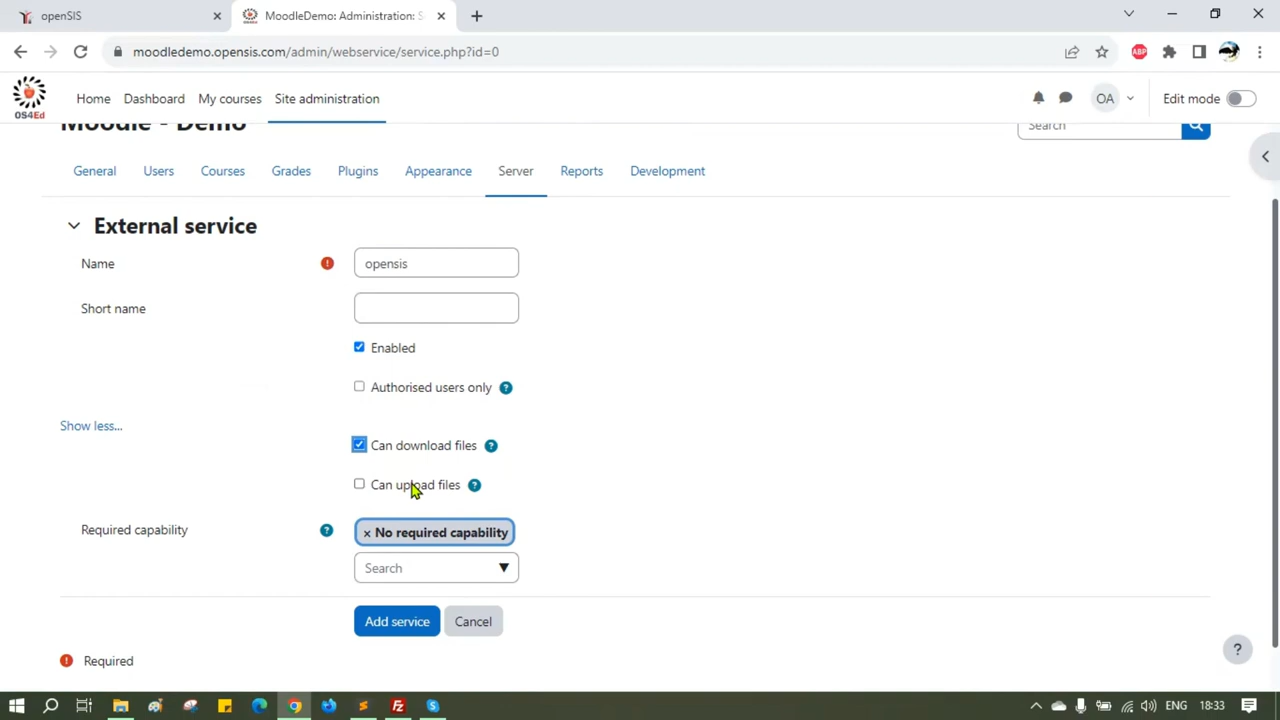 openSIS
MoodleDemo: Administration: S
moodledemo.opensis.com/admin/webservice/service.php?id=0
ABP
OS4Ed
Home
Dashboard
My courses
Site administration
OA
Edit mode
Moodle - Demo
Search
General
Users
Courses
Grades
Plugins
Appearance
Server
Reports
Development
External service
Name
opensis
Short name
Enabled
Authorised users only
Show less...
Can download files
Can upload files
Required capability
× No required capability
Search
Add service
Cancel
Required
ENG
18:33